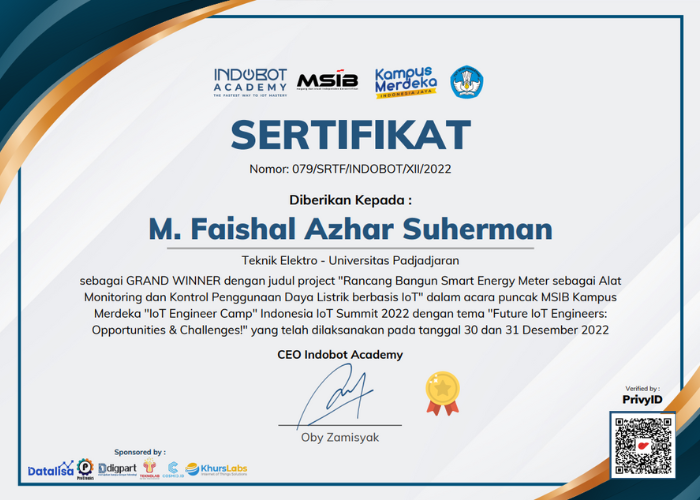 INDOBOT
ACADEMY
THE FASTEST WAY TO IOT MASTERY
MSIB
Kampus
Merdeka
INDONESIA JAYA
SERTIFIKAT
Nomor: 079/SRTF/INDOBOT/XII/2022
Diberikan Kepada :
M. Faishal Azhar Suherman
Teknik Elektro - Universitas Padjadjaran
sebagai GRAND WINNER dengan judul project "Rancang Bangun Smart Energy Meter sebagai Alat
Monitoring dan Kontrol Penggunaan Daya Listrik berbasis IoT" dalam acara puncak MSIB Kampus
Merdeka "IoT Engineer Camp" Indonesia IoT Summit 2022 dengan tema "Future IoT Engineers:
Opportunities & Challenges!" yang telah dilaksanakan pada tanggal 30 dan 31 Desember 2022
CEO Indobot Academy
Oby Zamisyak
Verified by :
PrivyID
Sponsored by :
Datalisa
digpart
KhursLabs